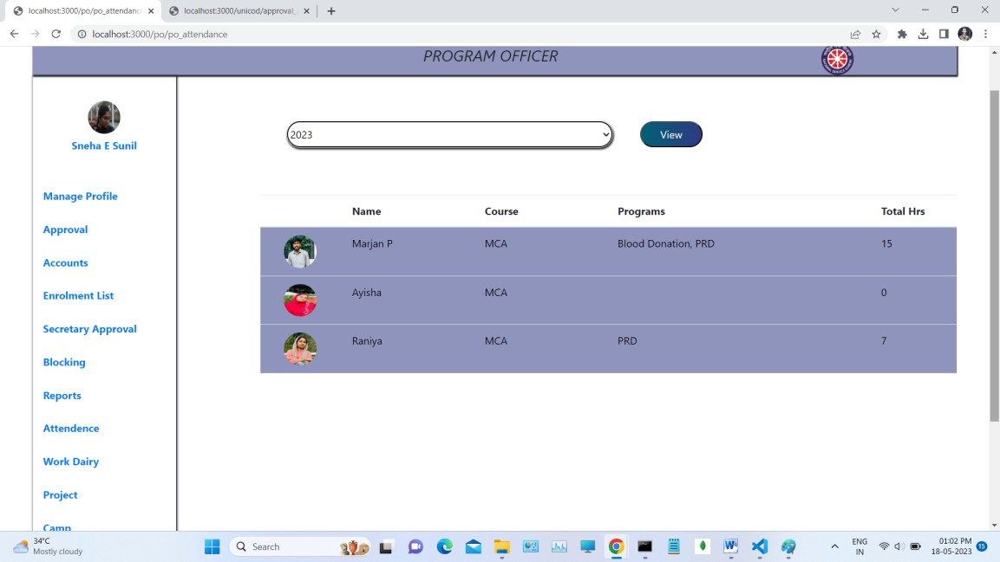 localhost:3000/po/po_attendance
localhost:3000/unicod/approval_
localhost:3000/po/po_attendance
PROGRAM OFFICER
Sneha E Sunil
Manage Profile
Approval
Accounts
Enrolment List
Secretary Approval
Blocking
Reports
Attendence
Work Dairy
Project
Camp
2023
View
Name Course Programs Total Hrs
Marjan P MCA Blood Donation, PRD 15
Ayisha MCA 0
Raniya MCA PRD 7
34°C
Mostly cloudy
Search
ENG
IN
01:02 PM
18-05-2023
15